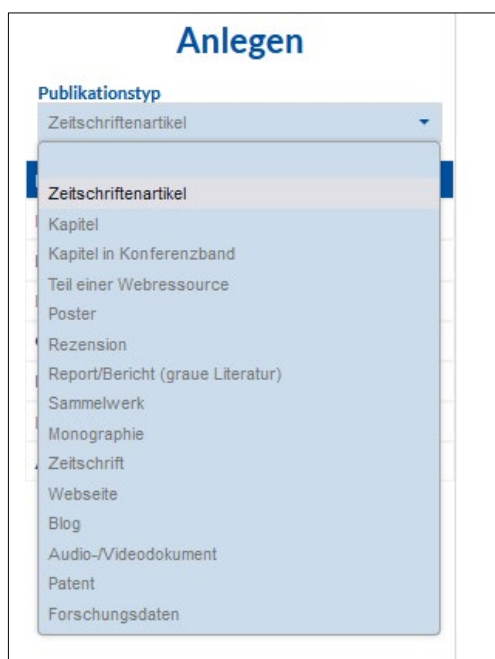 Anlegen
Publikationstyp
Zeitschriftenartikel
Zeitschriftenartikel
Kapitel
Kapitel in Konferenzband
Teil einer Webressource
Poster
Rezension
Report/Bericht (graue Literatur)
Sammelwerk
Monographie
Zeitschrift
Webseite
Blog
Audio-/Videodokument
Patent
Forschungsdaten